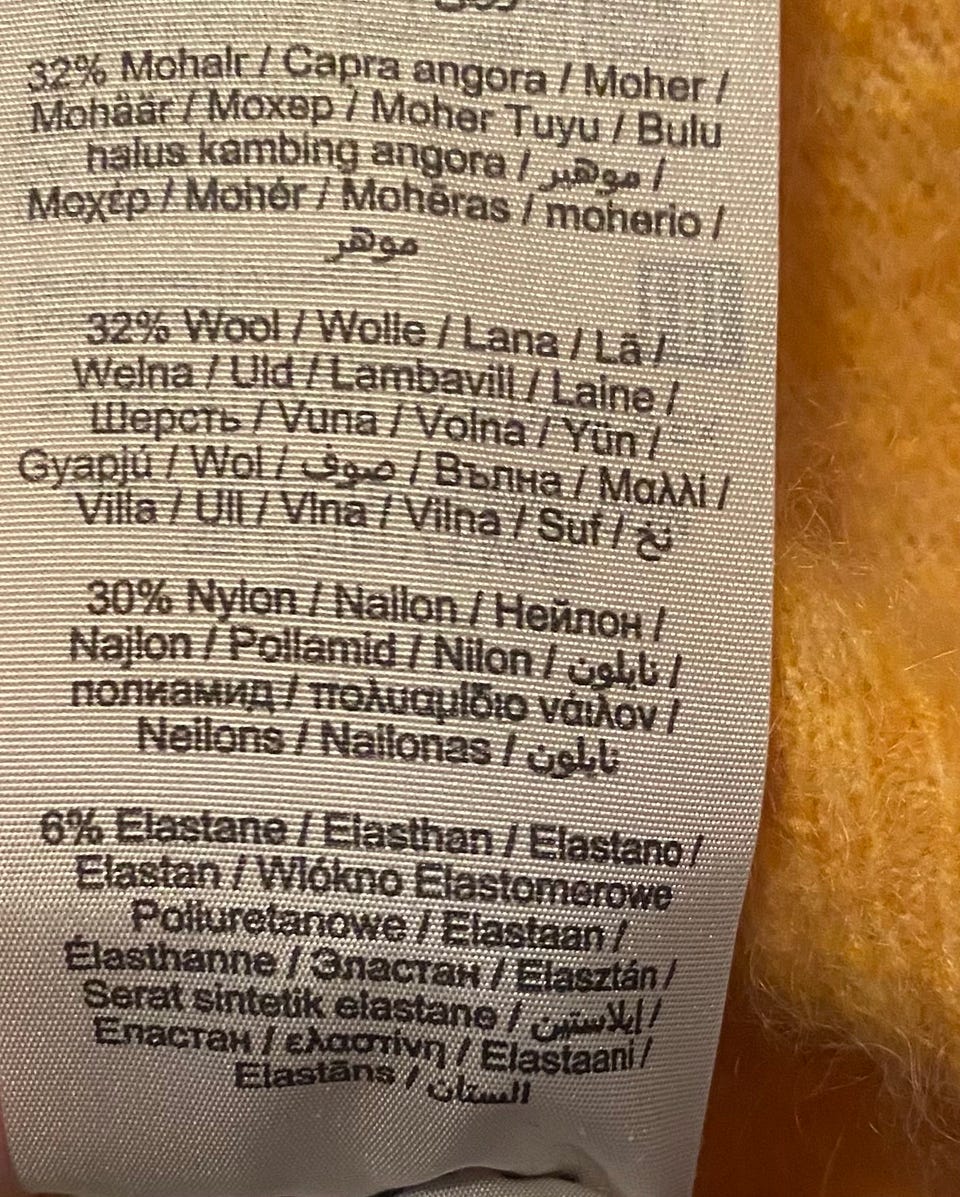 32% Mohair / Capra angora / Moher /
Mohäär / Мохер / Moher Tuyu / Bulu
halus kambing angora / موهير /
Μοχέρ / Mohér / Mohēras / moherio /
موهر
32% Wool / Wolle / Lana / Lã /
Wełna / Uld / Lambavill / Laine /
Шерсть / Vuna / Volna / Yün /
Gyapjú / Wol / صوف / Вълна / Μαλλί /
Villa / Ull / Vlna / Vilna / Suf / نخ
30% Nylon / Nailon / Нейлон /
Najlon / Poliamid / Nilon / نايلون /
полиамид / πολυαμίδιο νάιλον /
Neilons / Nailonas / نايلون
6% Elastane / Elasthan / Elastano /
Elastan / Włókno Elastomerowe
Poliuretanowe / Elastaan /
Élasthanne / Эластан / Elasztán /
Serat sintetik elastane / إيلاستين /
Еластан / ελαστίνη / Elastaani /
Elastāns / الستان